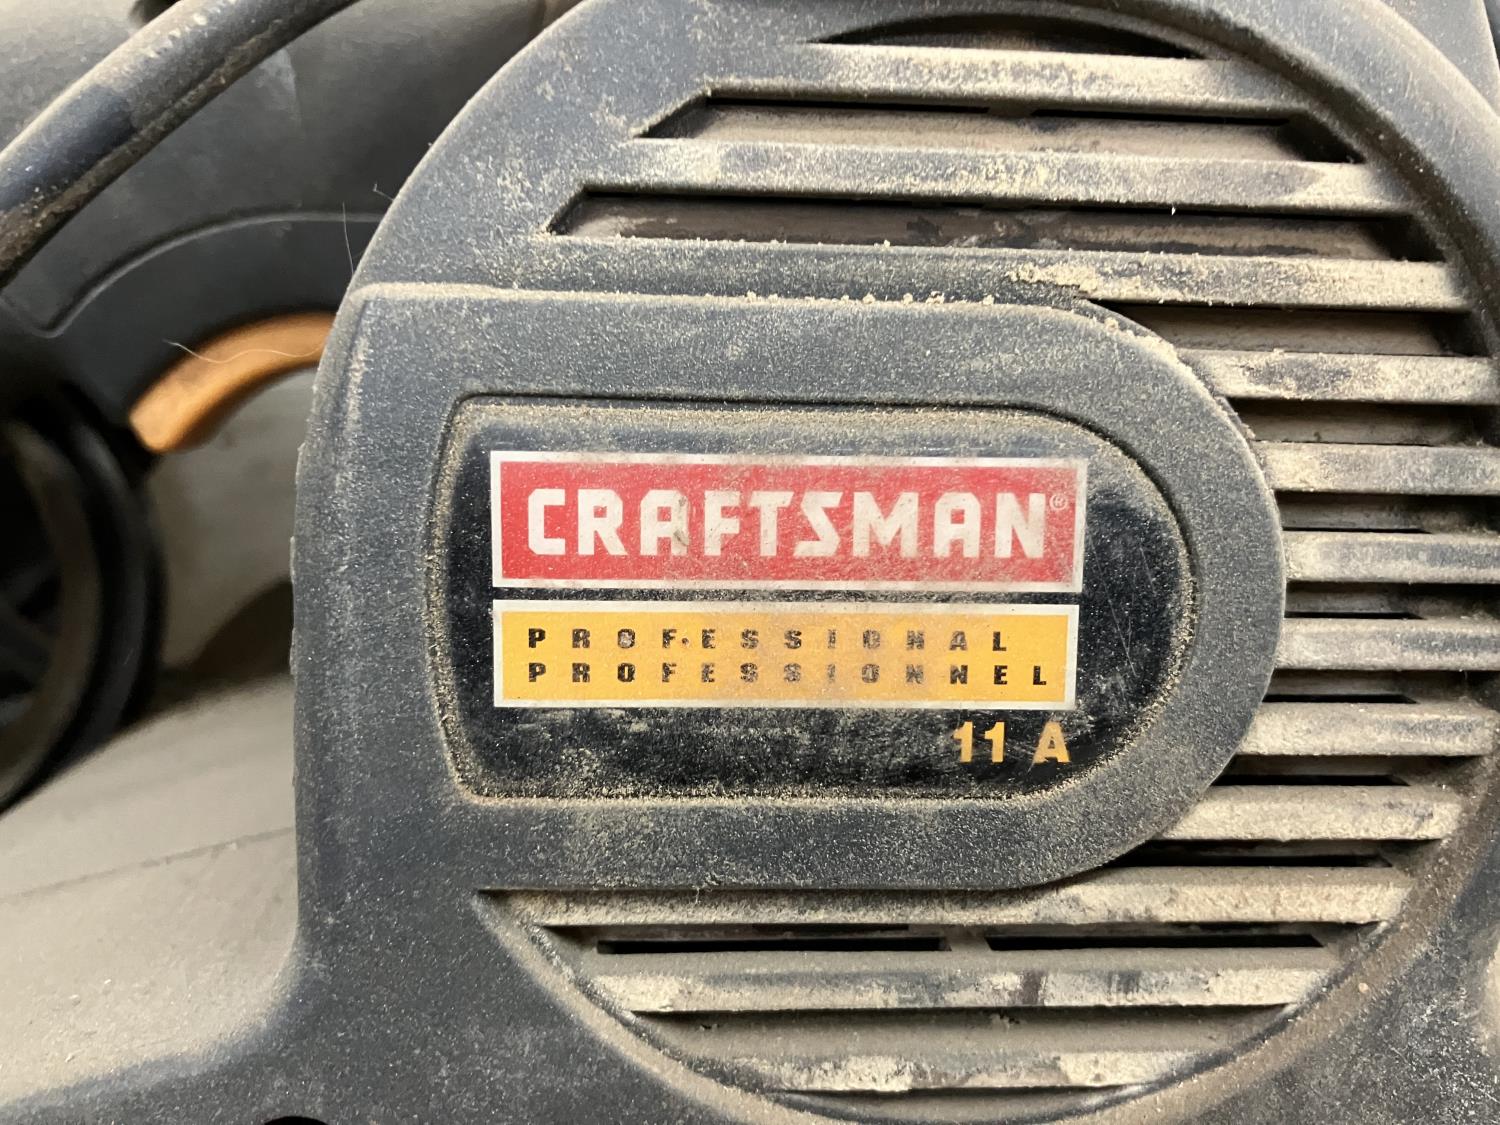 CRAFTSMAN®
PROFESSIONAL
PROFESSIONNEL
11 A